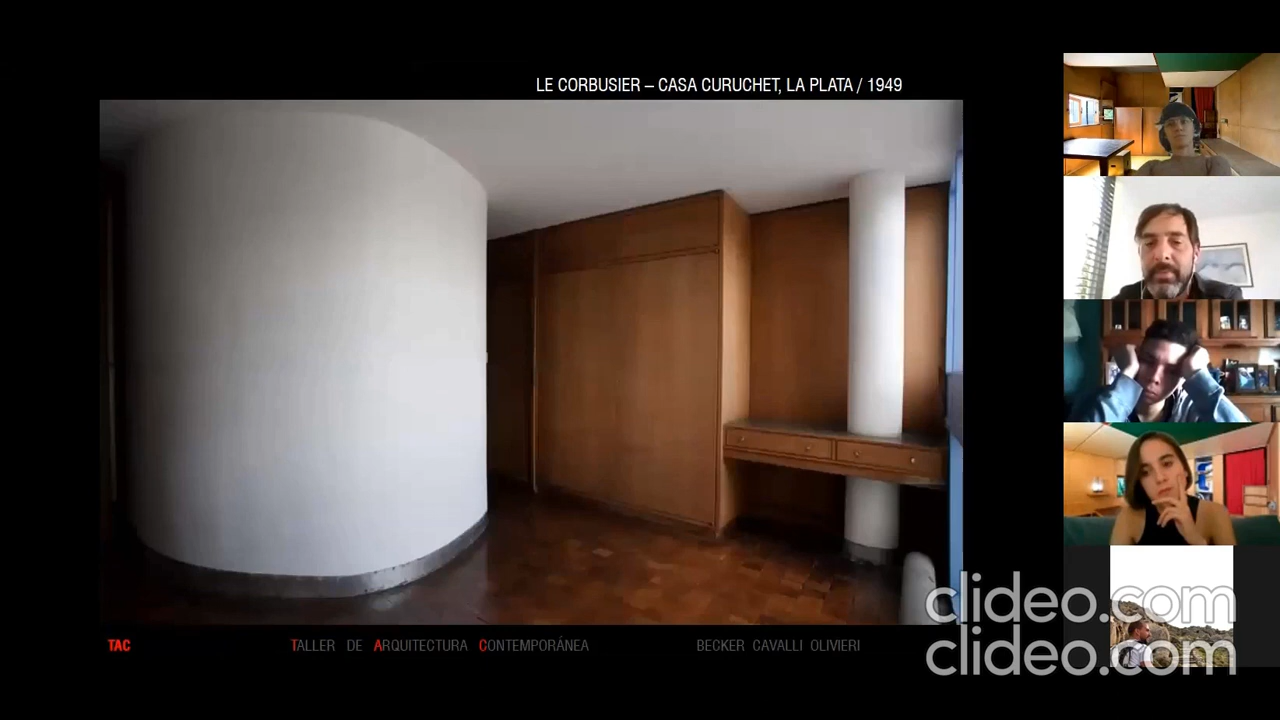 LE CORBUSIER – CASA CURUCHET, LA PLATA / 1949
TAC TALLER DE ARQUITECTURA CONTEMPORÁNEA BECKER CAVALLI OLIVIERI
clideo.com
clideo.com